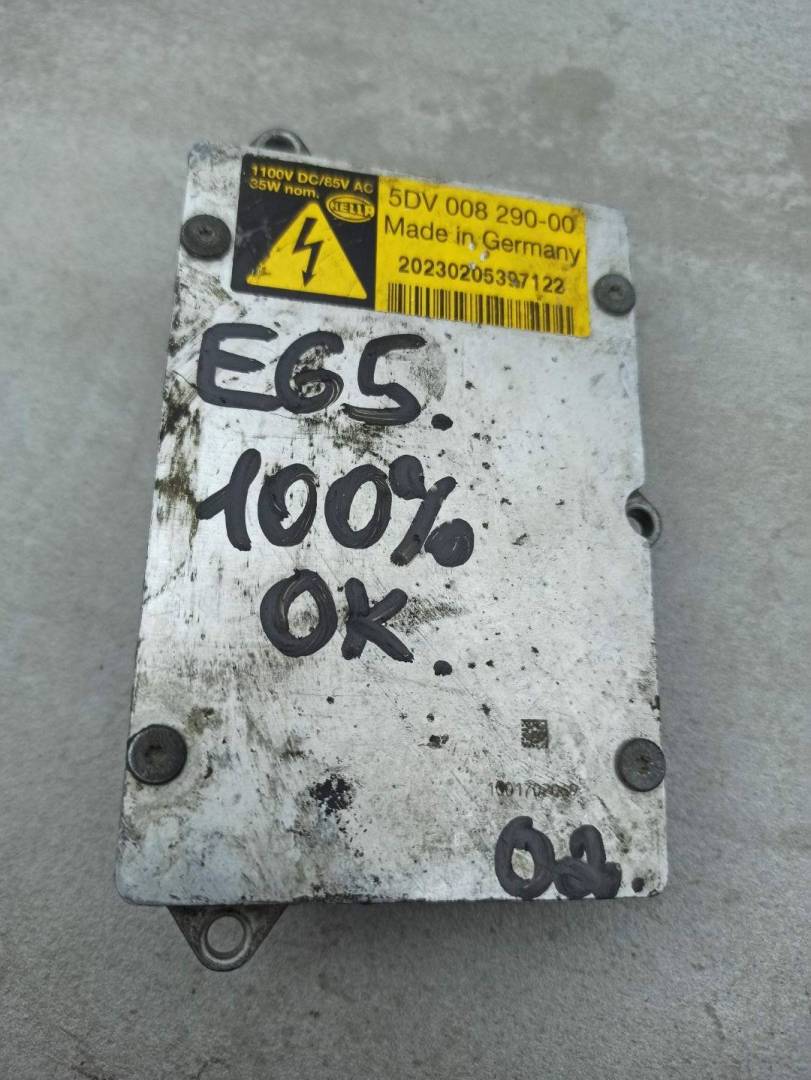 1100V DC/85V AC
35W nom.
HELLA
5DV 008 290-00
Made in Germany
20230205397122
E65.
100%
OK.
02